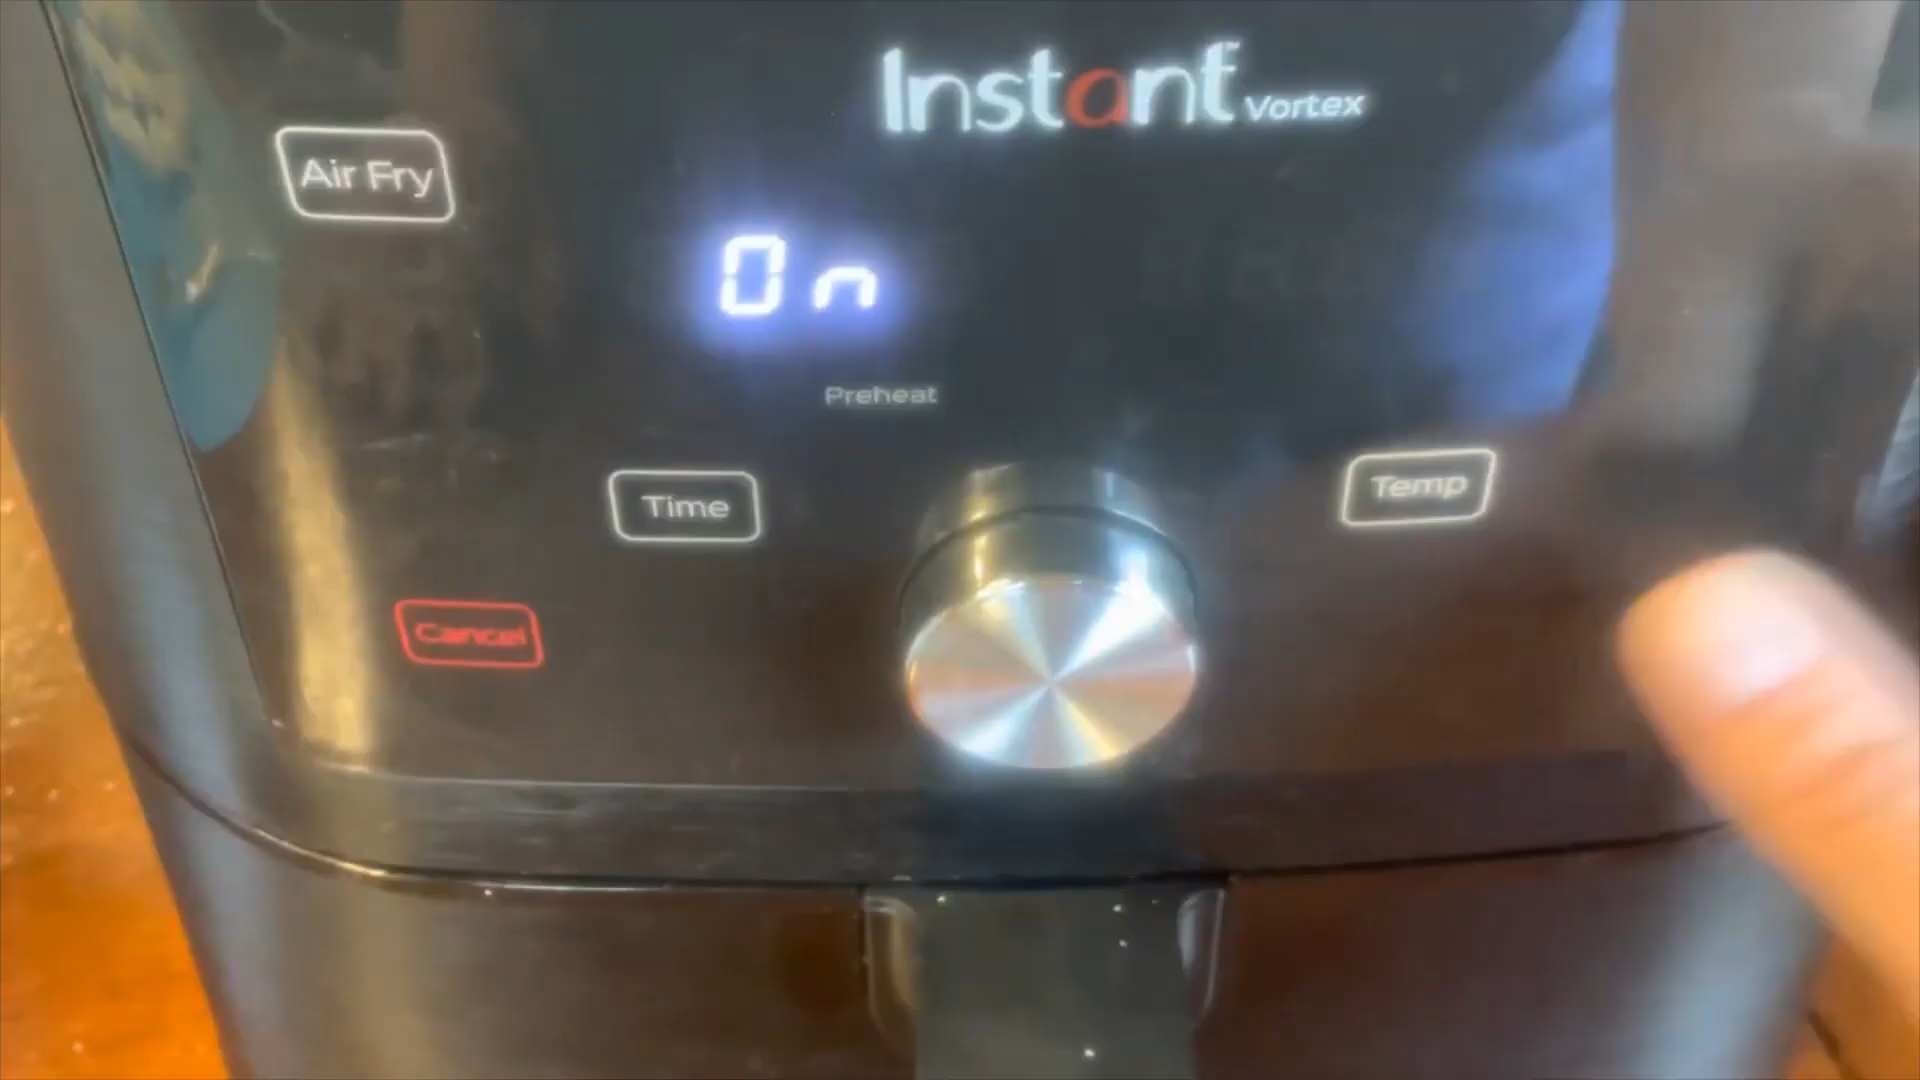 Instant Vortex
Air Fry
On
Preheat
Time
Temp
Cancel